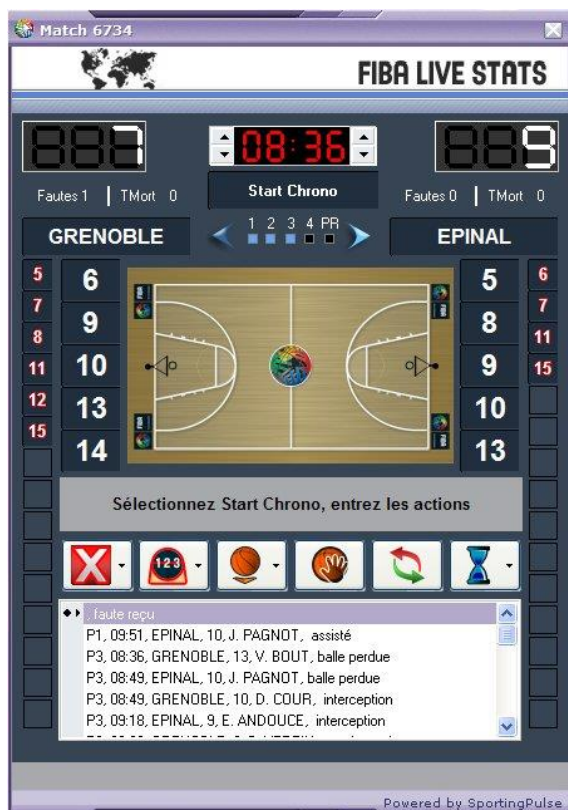 Match 6734
FIBA LIVE STATS
7
08:36
9
Fautes 1 | TMort 0
Start Chrono
Fautes 0 | TMort 0
1 2 3 4 PR
GRENOBLE
EPINAL
5
7
8
11
12
15
6
9
10
13
14
5
8
9
10
13
6
7
11
15
Sélectionnez Start Chrono, entrez les actions
X
123
, faute reçu
P1, 09:51, EPINAL, 10, J. PAGNOT, assisté
P3, 08:36, GRENOBLE, 13, V. BOUT, balle perdue
P3, 08:49, EPINAL, 10, J. PAGNOT, balle perdue
P3, 08:49, GRENOBLE, 10, D. COUR, interception
P3, 09:18, EPINAL, 9, E. ANDOUCE, interception
Powered by SportingPulse